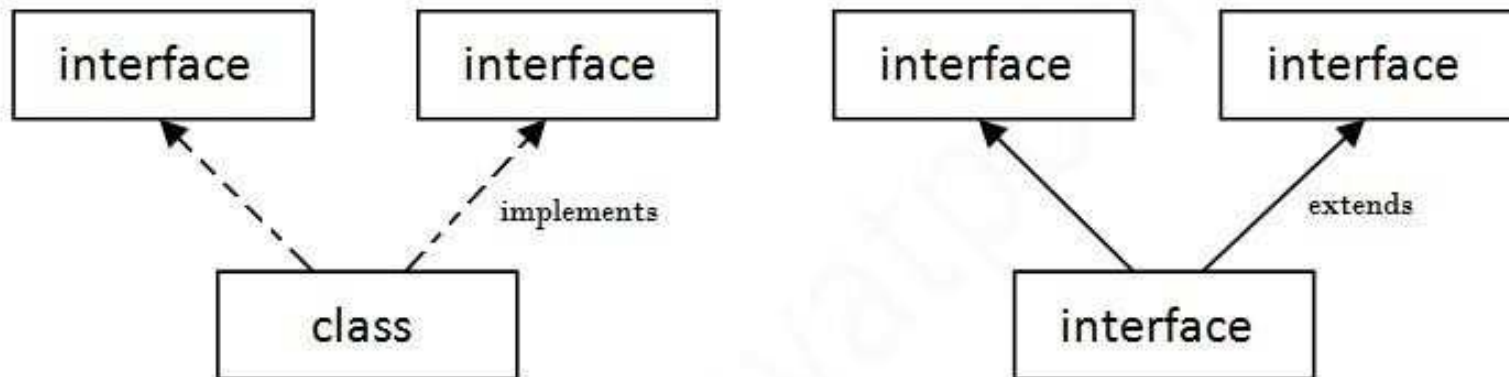 interface interface interface interface
implements extends
class interface